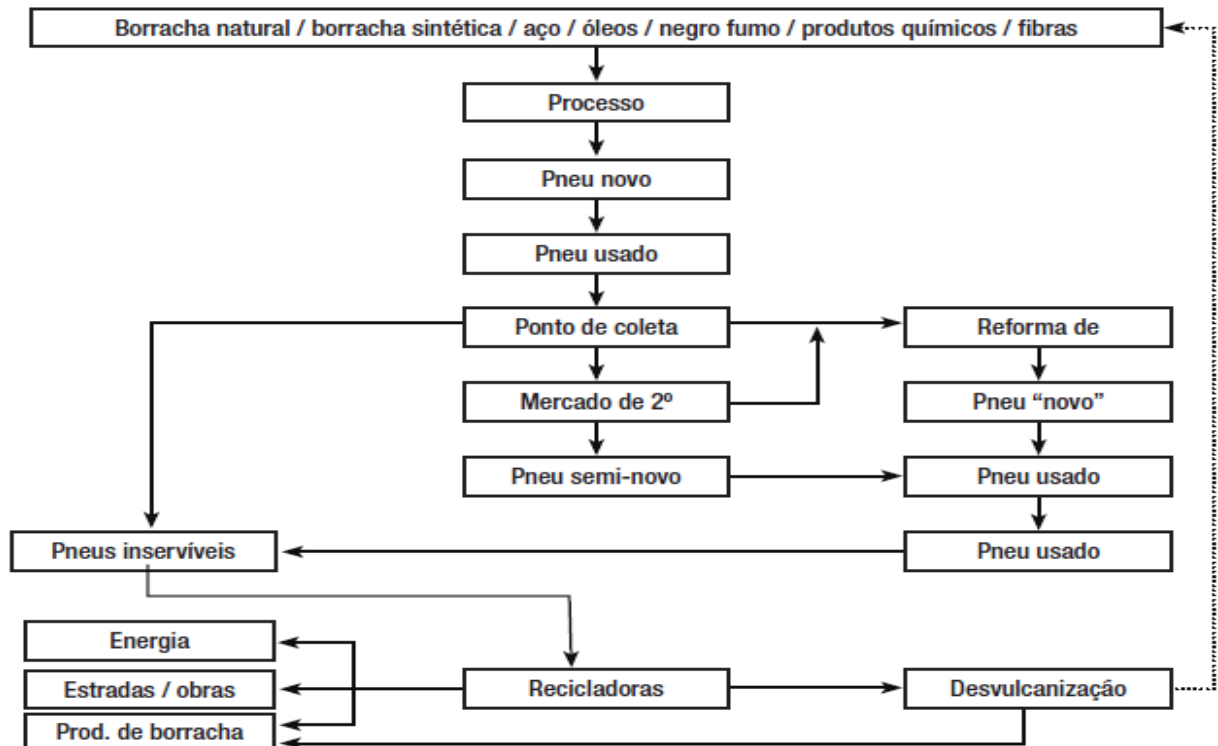 Borracha natural / borracha sintética / aço / óleos / negro fumo / produtos químicos / fibras
Processo
Pneu novo
Pneu usado
Ponto de coleta
Reforma de
Mercado de 2º
Pneu “novo”
Pneu semi-novo
Pneu usado
Pneus inservíveis
Pneu usado
Energia
Estradas / obras
Recicladoras
Desvulcanização
Prod. de borracha